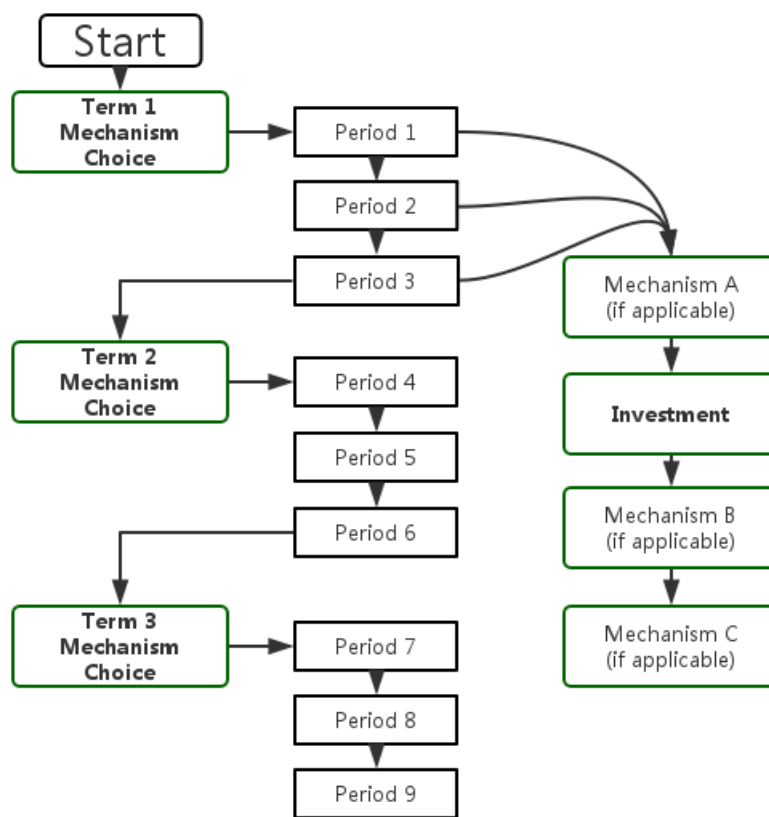 Start
Term 1
Mechanism
Choice
Period 1
Period 2
Period 3
Mechanism A
(if applicable)
Term 2
Mechanism
Choice
Period 4
Investment
Period 5
Mechanism B
(if applicable)
Period 6
Term 3
Mechanism
Choice
Period 7
Mechanism C
(if applicable)
Period 8
Period 9